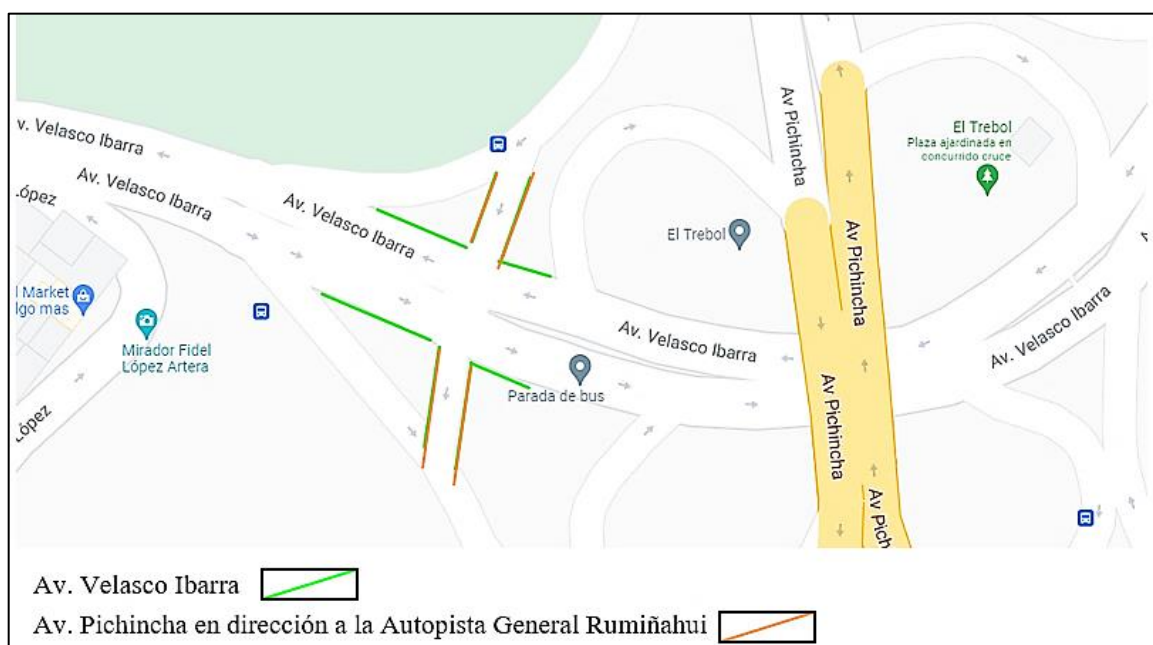 v. Velasco Ibarra
Av. Velasco Ibarra
Av. Velasco Ibarra
López
l Market
lgo mas
Mirador Fidel
López Artera
López
Av Pichincha
El Trebol
Plaza ajardinada en
concurrido cruce
El Trebol
Av Pichincha
Av. Velasco Ibarra
Av. Velasco Ibarra
Parada de bus
Av Pichincha
Av Pich
Av. Velasco Ibarra
Av. Pichincha en dirección a la Autopista General Rumiñahui